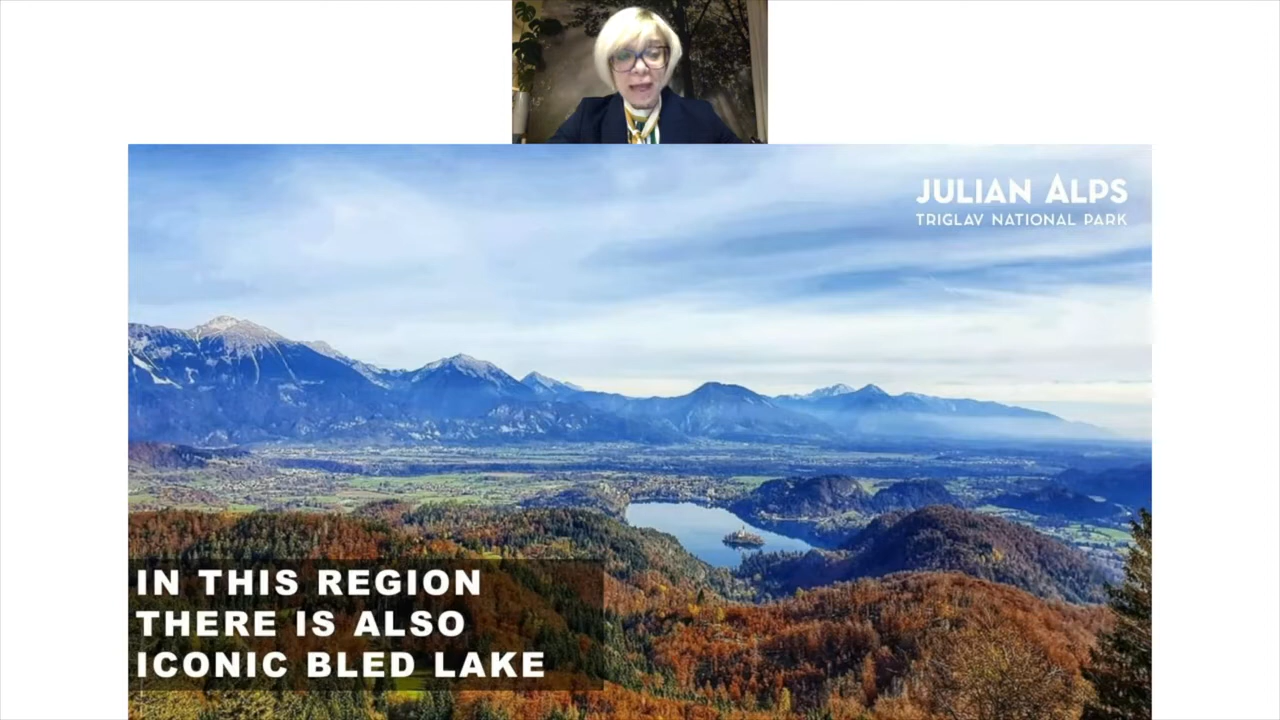 JULIAN ALPS
TRIGLAV NATIONAL PARK
IN THIS REGION
THERE IS ALSO
ICONIC BLED LAKE